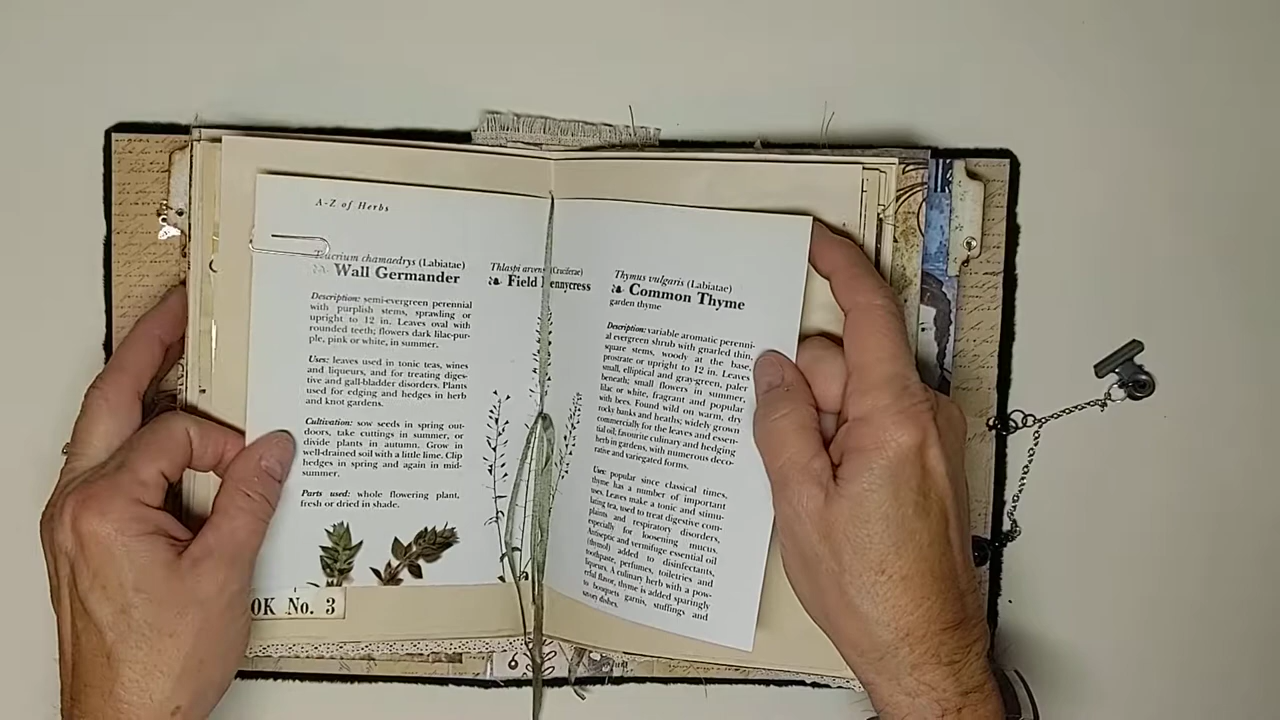 A-Z of Herbs
Teucrium chamaedrys (Labiatae)
Wall Germander
Description: semi-evergreen perennial
with purplish stems, sprawling or
upright to 12 in. Leaves oval with
rounded teeth; flowers dark lilac-pur-
ple, pink or white, in summer.
Uses: leaves used in tonic teas, wines
and liqueurs, and for treating diges-
tive and gall-bladder disorders. Plants
used for edging and hedges in herb
and knot gardens.
Cultivation: sow seeds in spring out-
doors, take cuttings in summer, or
divide plants in autumn. Grow in
well-drained soil with a little lime. Clip
hedges in spring and again in mid-
summer.
Parts used: whole flowering plant,
fresh or dried in shade.
OK No. 3
Thlaspi arvens (Cruciferae)
Field Pennycress
Thymus vulgaris (Labiatae)
Common Thyme
garden thyme
Description: variable aromatic perenni-
al evergreen shrub with gnarled thin,
square stems, woody at the base,
prostrate or upright to 12 in. Leaves
small, elliptical and gray-green, paler
beneath; small flowers in summer,
lilac or white, fragrant and popular
with bees. Found wild on warm, dry
rocky banks and heaths; widely grown
commercially for the leaves and essen-
tial oil, favourite culinary and hedging
herb in gardens, with numerous deco-
rative and variegated forms.
Uses: popular since classical times,
thyme has a number of important
uses. Leaves make a tonic and stimu-
lating tea, used to treat digestive com-
plaints and respiratory disorders,
especially for loosening mucus.
Antiseptic and vermifuge essential oil
(thymol) added to disinfectants,
toothpaste, perfumes, toiletries and
liqueurs. A culinary herb with a pow-
erful flavor, thyme is added sparingly
to bouquets garnis, stuffings and
savory dishes.
6